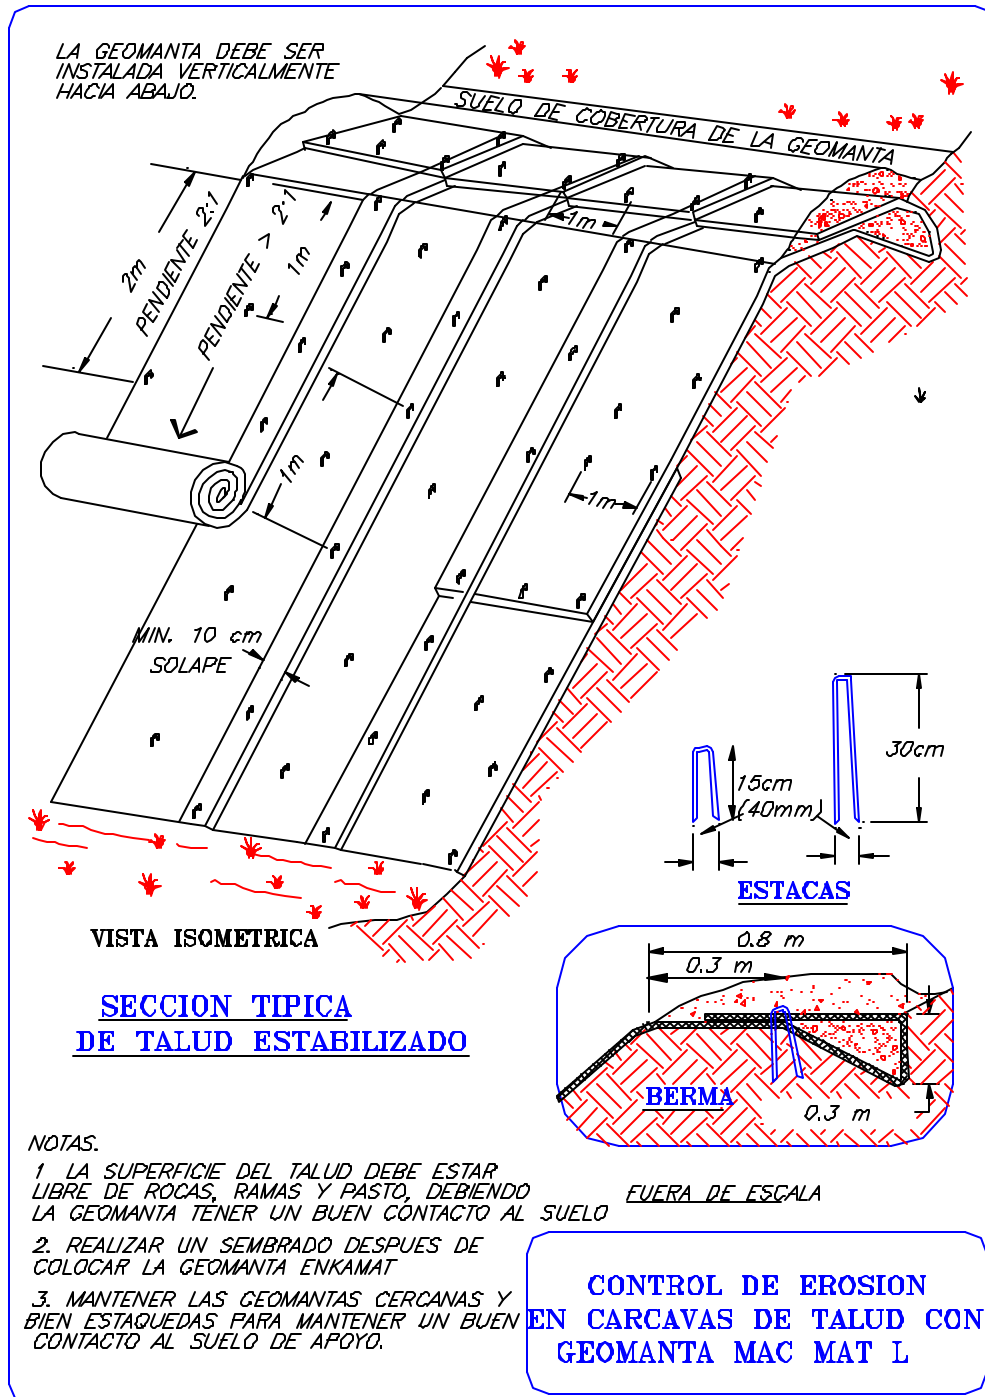 LA GEOMANTA DEBE SER
INSTALADA VERTICALMENTE
HACIA ABAJO.
SUELO DE COBERTURA DE LA GEOMANTA
2m
PENDIENTE 2:1
PENDIENTE > 2:1
1m
1m
1m
1m
MIN. 10 cm
SOLAPE
30cm
15cm
(40mm)
ESTACAS
VISTA ISOMETRICA
SECCION TIPICA
DE TALUD ESTABILIZADO
0.8 m
0.3 m
BERMA
0.3 m
FUERA DE ESCALA
NOTAS.
1 LA SUPERFICIE DEL TALUD DEBE ESTAR
LIBRE DE ROCAS, RAMAS Y PASTO, DEBIENDO
LA GEOMANTA TENER UN BUEN CONTACTO AL SUELO
2. REALIZAR UN SEMBRADO DESPUES DE
COLOCAR LA GEOMANTA ENKAMAT
3. MANTENER LAS GEOMANTAS CERCANAS Y
BIEN ESTAQUEDAS PARA MANTENER UN BUEN
CONTACTO AL SUELO DE APOYO.
CONTROL DE EROSION
EN CARCAVAS DE TALUD CON
GEOMANTA MAC MAT L